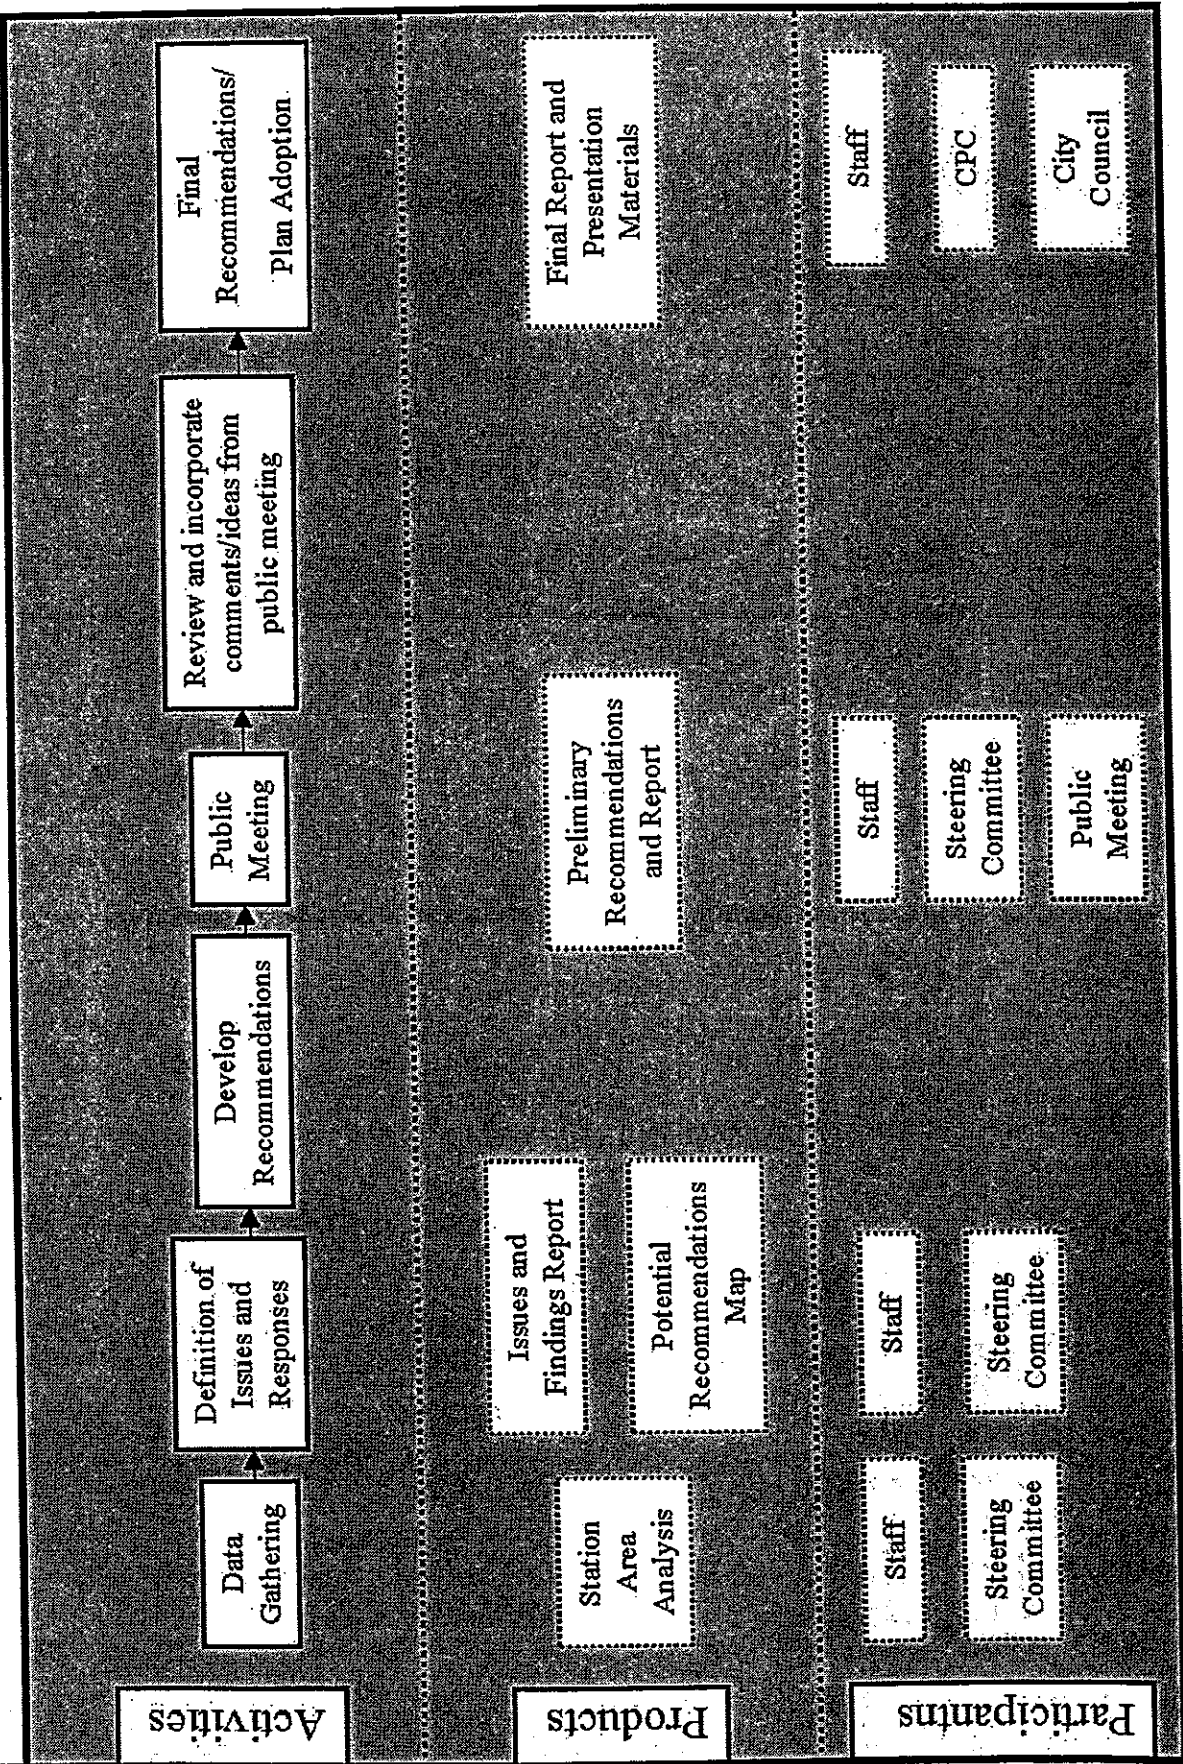 Activities
Data
Gathering
Definition of
Issues and
Responses
Develop
Recommendations
Public
Meeting
Review and incorporate
comments/ideas from
public meeting
Final
Recommendations/
Plan Adoption
Products
Station
Area
Analysis
Issues and
Findings Report
Potential
Recommendations
Map
Preliminary
Recommendations
and Report
Final Report and
Presentation
Materials
Participantns
Staff
Steering
Committee
Staff
Steering
Committee
Staff
Steering
Committee
Public
Meeting
Staff
CPC
City
Council